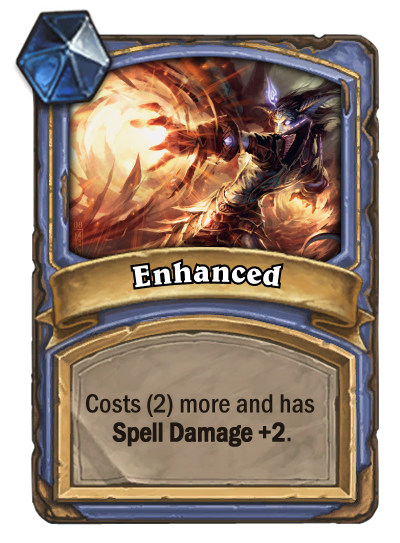 Enhanced
Costs (2) more and has
Spell Damage +2.